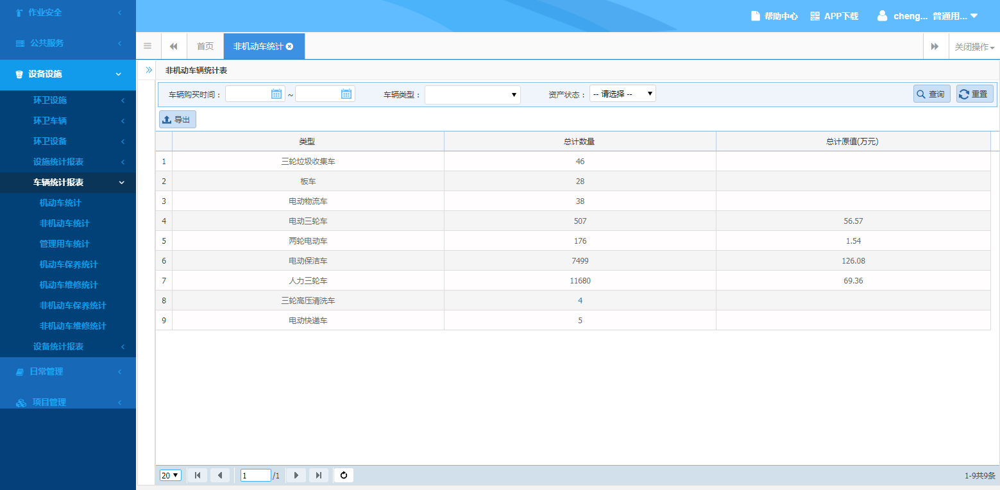 作业安全
公共服务
设备设施
环卫设施
环卫车辆
环卫设备
设施统计报表
车辆统计报表
机动车统计
非机动车统计
管理用车统计
机动车保养统计
机动车维修统计
非机动车保养统计
非机动车维修统计
设备统计报表
日常管理
项目管理
帮助中心 APP下载 cheng... 普通用...
首页 非机动车统计 关闭操作
非机动车辆统计表
车辆购买时间： ~ 车辆类型： 资产状态： -- 请选择 -- 查询 重置
导出
类型 总计数量 总计原值(万元)
1 三轮垃圾收集车 46
2 板车 28
3 电动物流车 38
4 电动三轮车 507 56.57
5 两轮电动车 176 1.54
6 电动保洁车 7499 126.08
7 人力三轮车 11680 69.36
8 三轮高压清洗车 4
9 电动快递车 5
20 1 /1 1-9共9条